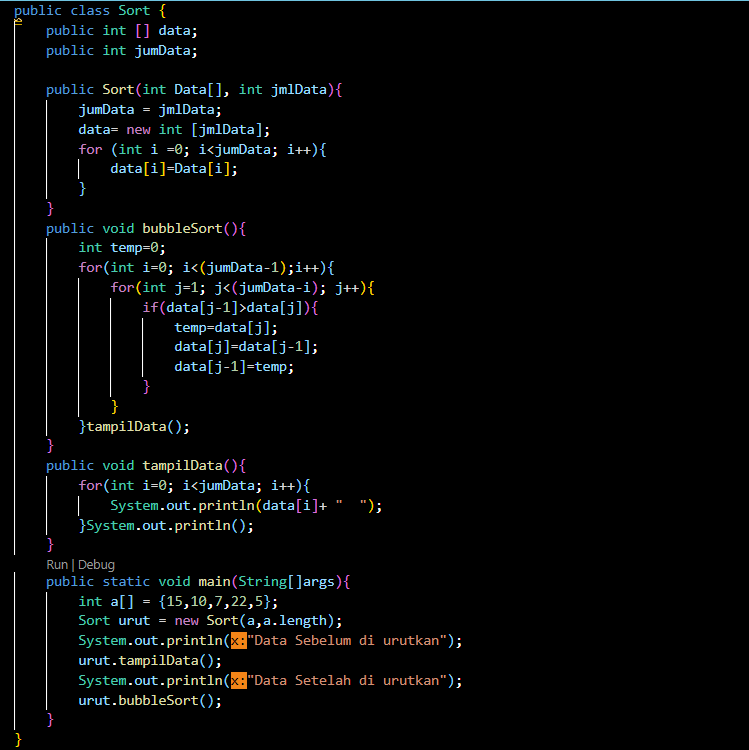 public class Sort {
    public int [] data;
    public int jumData;

    public Sort(int Data[], int jmlData){
        jumData = jmlData;
        data= new int [jmlData];
        for (int i =0; i<jumData; i++){
            data[i]=Data[i];
        }
    }
    public void bubbleSort(){
        int temp=0;
        for(int i=0; i<(jumData-1);i++){
            for(int j=1; j<(jumData-i); j++){
                if(data[j-1]>data[j]){
                    temp=data[j];
                    data[j]=data[j-1];
                    data[j-1]=temp;
                }
            }
        }tampilData();
    }
    public void tampilData(){
        for(int i=0; i<jumData; i++){
            System.out.println(data[i]+ "  ");
        }System.out.println();
    }
    Run | Debug
    public static void main(String[]args){
        int a[] = {15,10,7,22,5};
        Sort urut = new Sort(a,a.length);
        System.out.println(x:"Data Sebelum di urutkan");
        urut.tampilData();
        System.out.println(x:"Data Setelah di urutkan");
        urut.bubbleSort();
    }
}